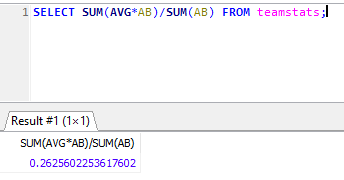 1 SELECT SUM(AVG*AB)/SUM(AB) FROM teamstats;
Result #1 (1×1)
SUM(AVG*AB)/SUM(AB)
0.2625602253617602